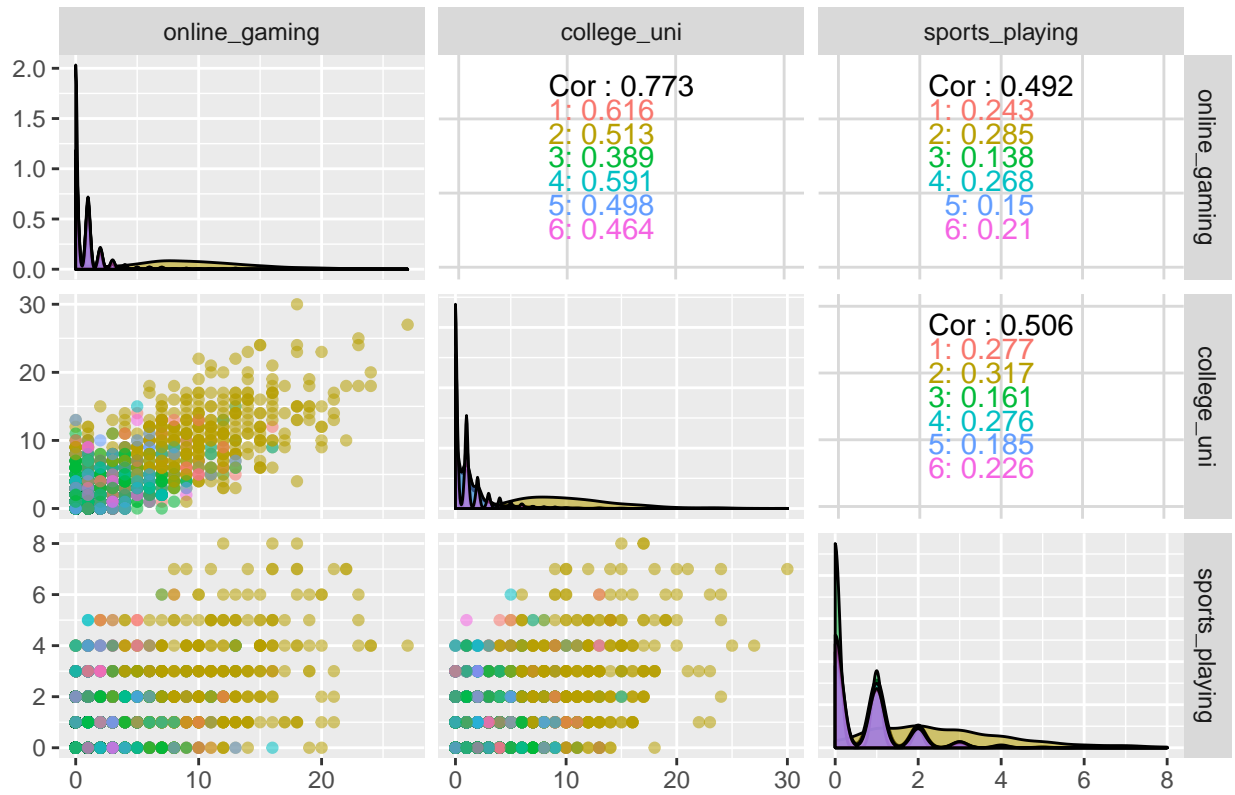 online_gaming
college_uni
sports_playing
2.0
1.5
1.0
0.5
0.0
Cor : 0.773
1: 0.616
2: 0.513
3: 0.389
4: 0.591
5: 0.498
6: 0.464
Cor : 0.492
1: 0.243
2: 0.285
3: 0.138
4: 0.268
5: 0.15
6: 0.21
online_gaming
30
20
10
0
Cor : 0.506
1: 0.277
2: 0.317
3: 0.161
4: 0.276
5: 0.185
6: 0.226
college_uni
8
6
4
2
0
sports_playing
0 10 20
0 10 20 30
0 2 4 6 8